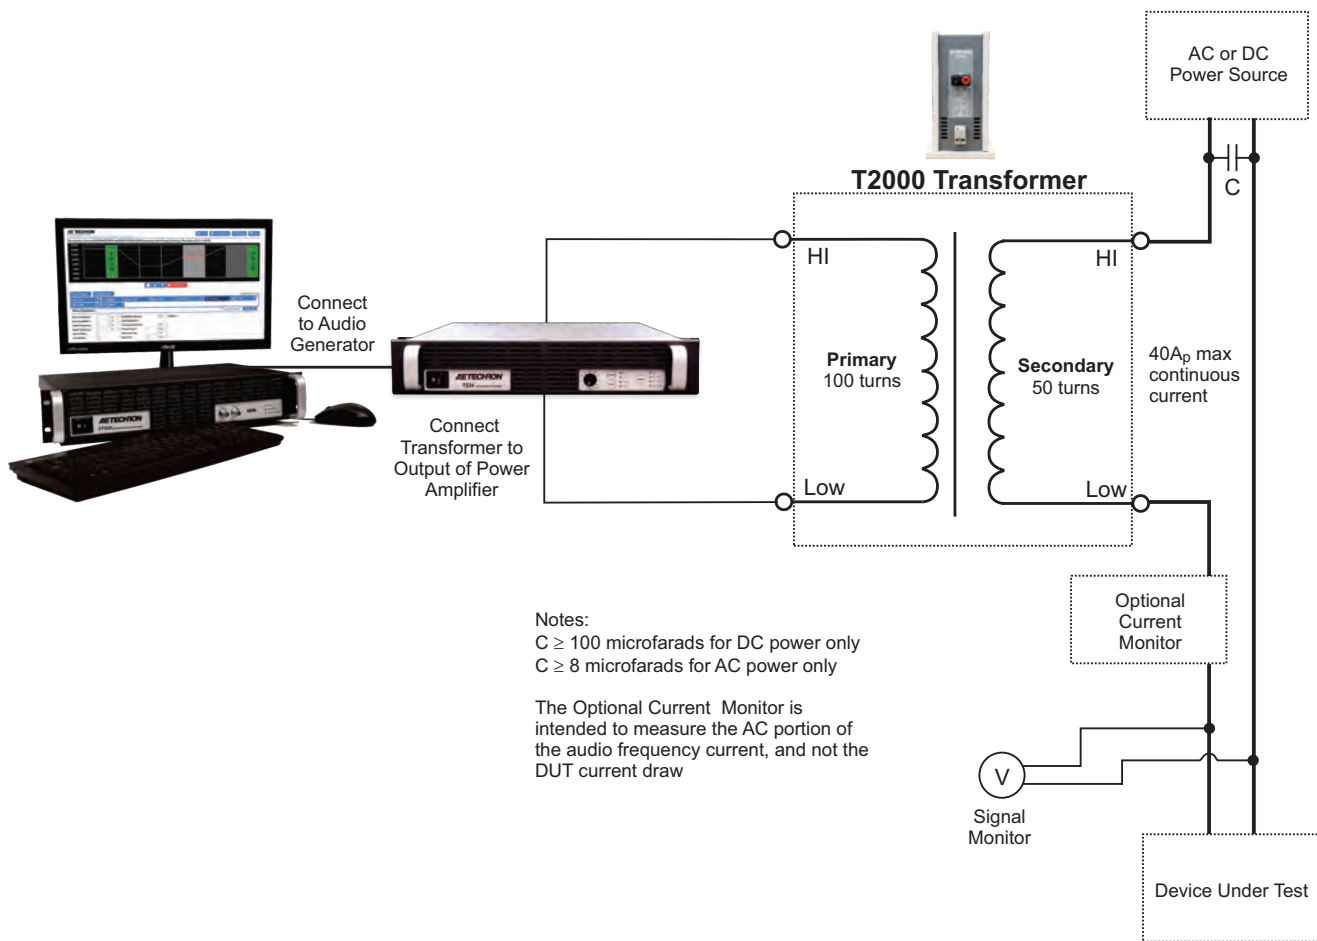 AC or DC
Power Source
C
T2000 Transformer
HI
HI
Connect
to Audio
Generator
AETECHRON
AETECHRON
Primary
100 turns
Secondary
50 turns
40Ap max
continuous
current
Connect
Transformer to
Output of Power
Amplifier
Low
Low
Optional
Current
Monitor
Notes:
C ≥ 100 microfarads for DC power only
C ≥ 8 microfarads for AC power only
The Optional Current Monitor is
intended to measure the AC portion of
the audio frequency current, and not the
DUT current draw
V
Signal
Monitor
Device Under Test